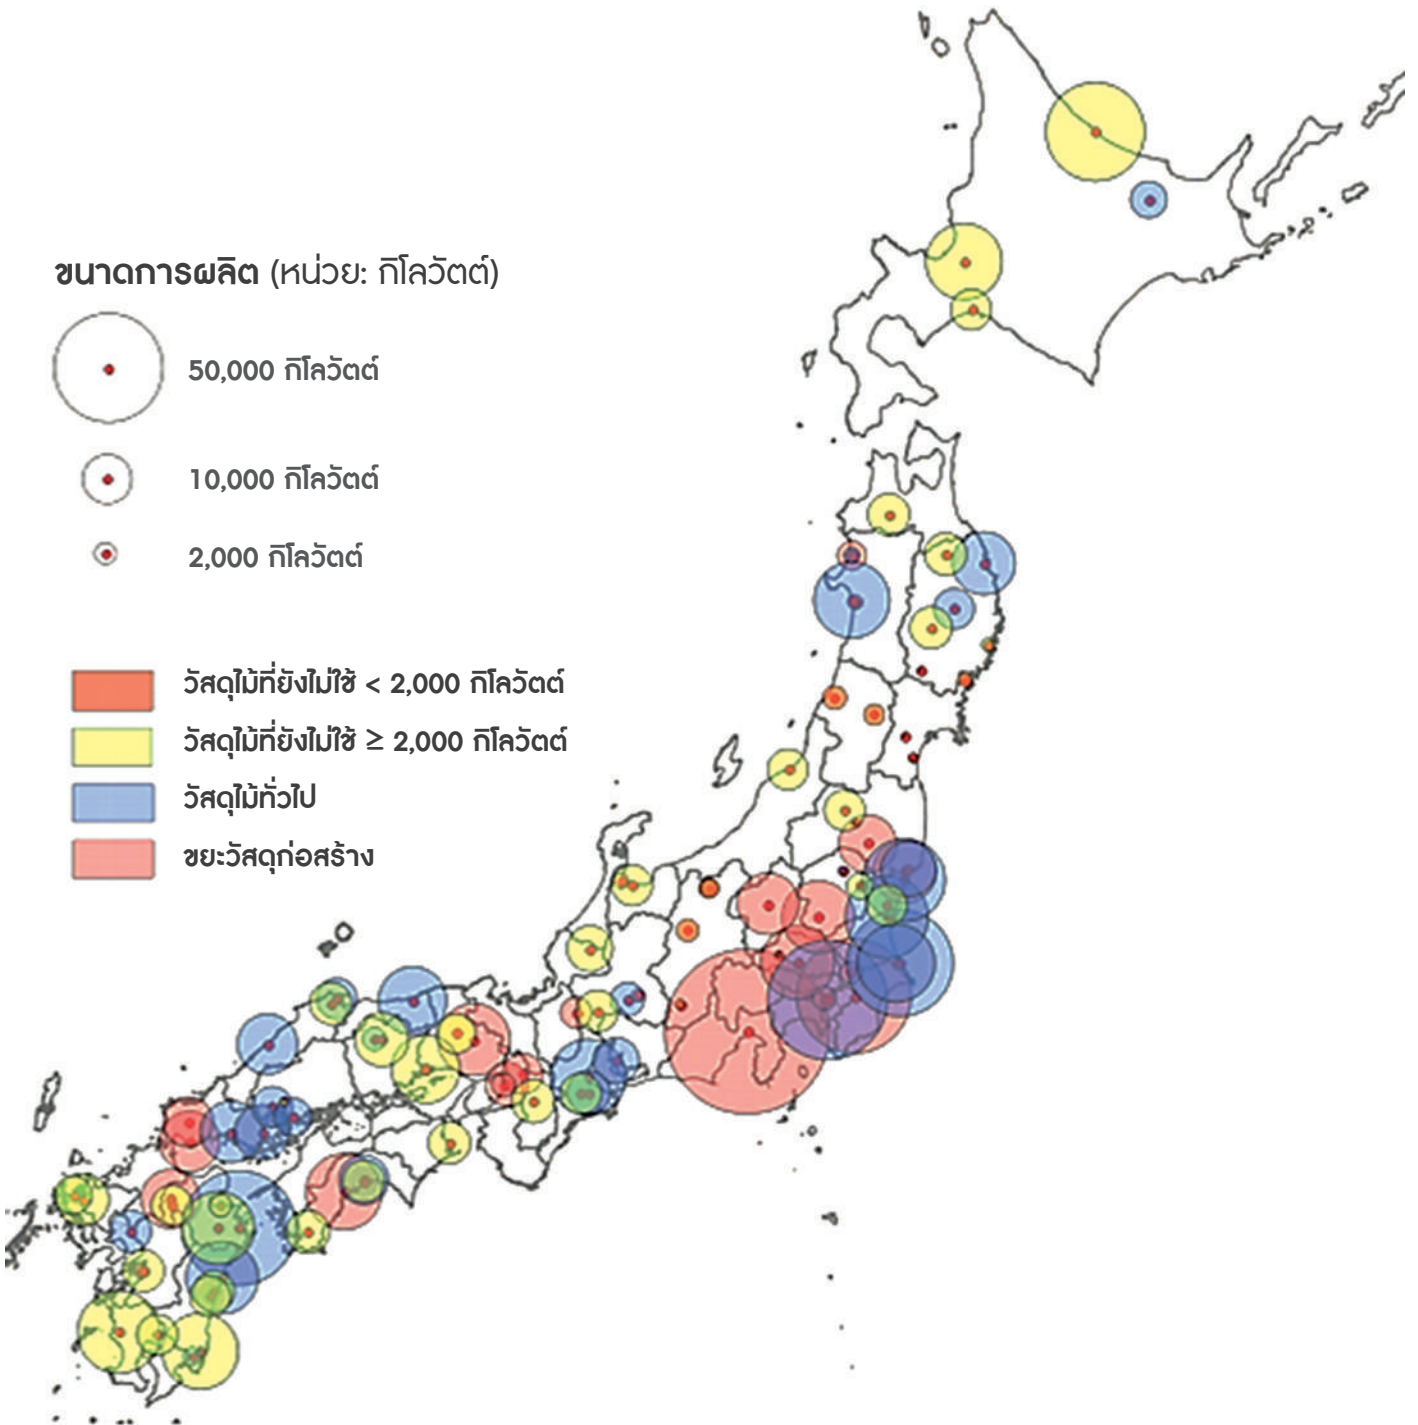 ขนาดการผลิต (หน่วย: กิโลวัตต์)
50,000 กิโลวัตต์
10,000 กิโลวัตต์
2,000 กิโลวัตต์
วัสดุไม้ที่ยังไม่ใช้ < 2,000 กิโลวัตต์
วัสดุไม้ที่ยังไม่ใช้ ≥ 2,000 กิโลวัตต์
วัสดุไม้ทั่วไป
ขยะวัสดุก่อสร้าง